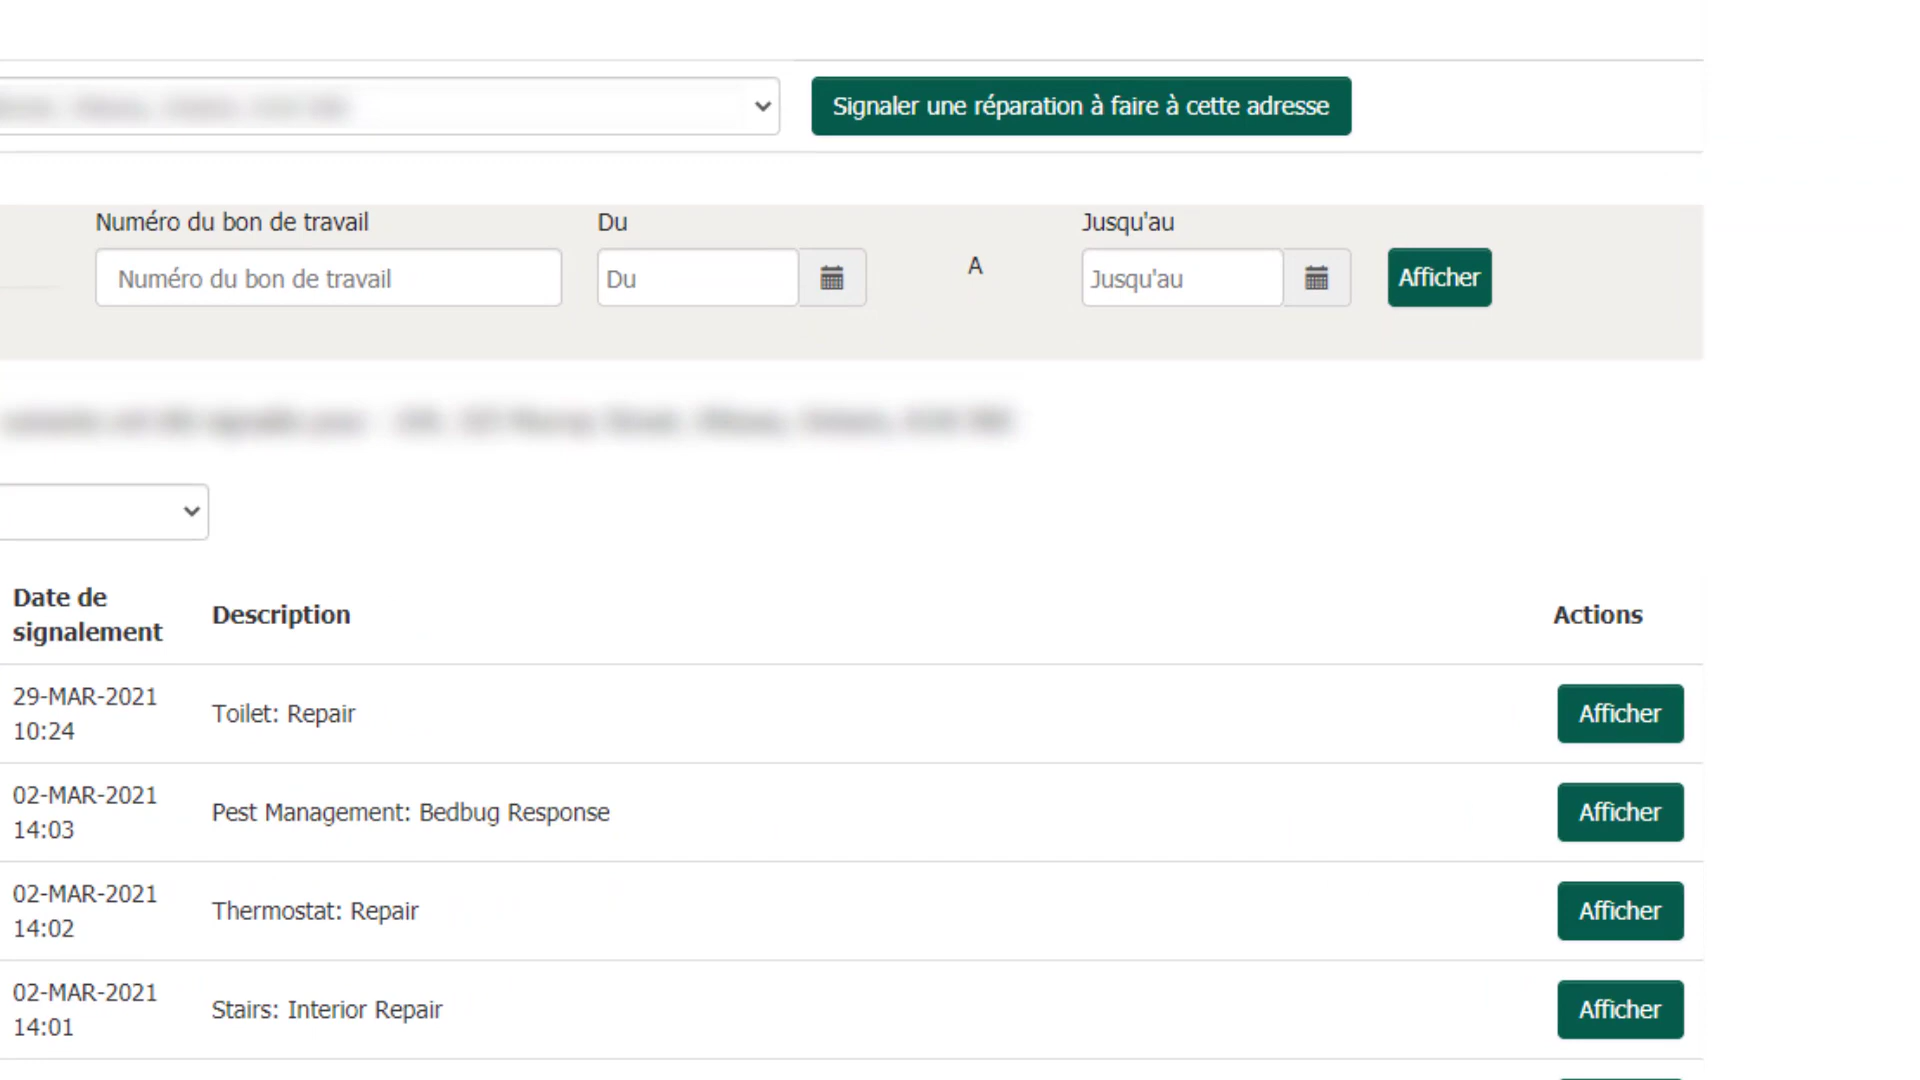 Signaler une réparation à faire à cette adresse
Numéro du bon de travail
Du
Jusqu'au
Numéro du bon de travail
Du
A
Jusqu'au
Afficher
Date de
signalement
Description
Actions
29-MAR-2021
10:24
Toilet: Repair
Afficher
02-MAR-2021
14:03
Pest Management: Bedbug Response
Afficher
02-MAR-2021
14:02
Thermostat: Repair
Afficher
02-MAR-2021
14:01
Stairs: Interior Repair
Afficher